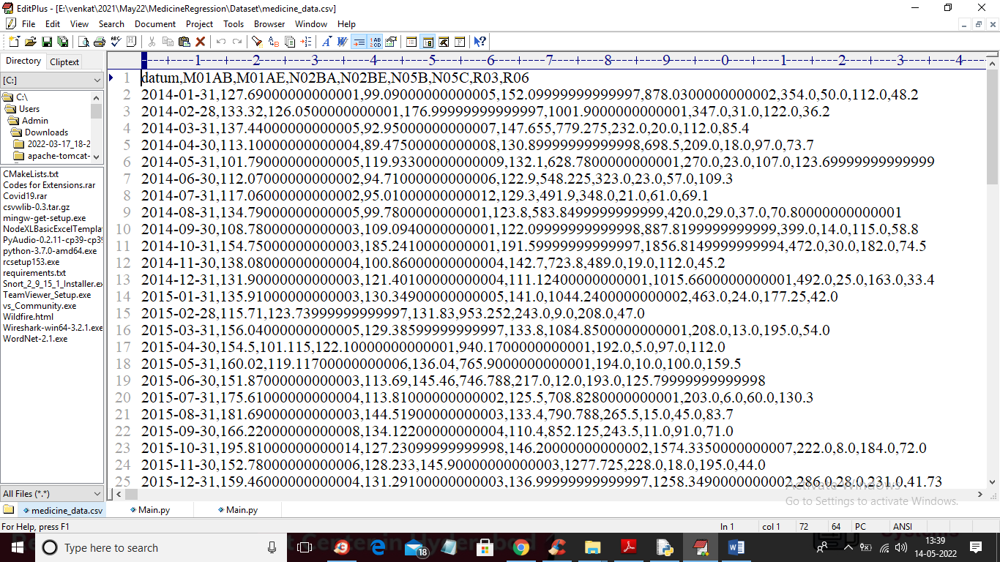 EditPlus - [E:\venkat\2021\May22\MedicineRegression\Dataset\medicine_data.csv]
File Edit View Search Document Project Tools Browser Window Help
Directory Cliptext
[C:]
C:\
Users
Admin
Downloads
2022-03-17_18-2
apache-tomcat-
CMakeLists.txt
Codes for Extensions.rar
Covid19.rar
csvwlib-0.3.tar.gz
mingw-get-setup.exe
NodeXLBasicExcelTempla
PyAudio-0.2.11-cp39-cp39
python-3.7.0-amd64.exe
rcsetup153.exe
requirements.txt
Snort_2_9_15_1_Installer.ex
TeamViewer_Setup.exe
vs_Community.exe
Wildfire.html
Wireshark-win64-3.2.1.exe
WordNet-2.1.exe
All Files (*.*)
----+----1----+----2----+----3----+----4----+----5----+----6----+----7----+----8----+----9----+----0----+----1----+----2----+----3----+----4----
1 datum,M01AB,M01AE,N02BA,N02BE,N05B,N05C,R03,R06
2 2014-01-31,127.69000000000001,99.09000000000005,152.09999999999997,878.0300000000002,354.0,50.0,112.0,48.2
3 2014-02-28,133.32,126.0500000000001,176.99999999999997,1001.9000000000001,347.0,31.0,122.0,36.2
4 2014-03-31,137.44000000000005,92.95000000000007,147.655,779.275,232.0,20.0,112.0,85.4
5 2014-04-30,113.10000000000004,89.47500000000008,130.89999999999998,698.5,209.0,18.0,97.0,73.7
6 2014-05-31,101.79000000000005,119.93300000000009,132.1,628.7800000000001,270.0,23.0,107.0,123.69999999999999
7 2014-06-30,112.07000000000002,94.71000000000006,122.9,548.225,323.0,23.0,57.0,109.3
8 2014-07-31,117.06000000000002,95.01000000000012,129.3,491.9,348.0,21.0,61.0,69.1
9 2014-08-31,134.79000000000005,99.7800000000001,123.8,583.8499999999999,420.0,29.0,37.0,70.80000000000001
10 2014-09-30,108.78000000000003,109.0940000000001,122.09999999999998,887.8199999999999,399.0,14.0,115.0,58.8
11 2014-10-31,154.75000000000003,185.2410000000001,191.59999999999997,1856.8149999999994,472.0,30.0,182.0,74.5
12 2014-11-30,138.08000000000004,100.86000000000004,142.7,723.8,489.0,19.0,112.0,45.2
13 2014-12-31,131.90000000000003,121.40100000000004,111.12400000000001,1015.6600000000001,492.0,25.0,163.0,33.4
14 2015-01-31,135.91000000000003,130.34900000000005,141.0,1044.2400000000002,463.0,24.0,177.25,42.0
15 2015-02-28,115.71,123.73999999999997,131.83,953.252,243.0,9.0,208.0,47.0
16 2015-03-31,156.04000000000005,129.38599999999997,133.8,1084.8500000000001,208.0,13.0,195.0,54.0
17 2015-04-30,154.5,101.115,122.10000000000001,940.1700000000001,192.0,5.0,97.0,112.0
18 2015-05-31,160.02,119.11700000000006,136.04,765.9000000000001,194.0,10.0,100.0,159.5
19 2015-06-30,151.87000000000003,113.69,145.46,746.788,217.0,12.0,193.0,125.79999999999998
20 2015-07-31,175.61000000000004,113.81000000000002,125.5,708.8280000000001,203.0,6.0,60.0,130.3
21 2015-08-31,181.69000000000003,144.51900000000003,133.4,790.788,265.5,15.0,45.0,83.7
22 2015-09-30,166.22000000000008,134.12200000000004,110.4,852.125,243.5,11.0,91.0,71.0
23 2015-10-31,195.81000000000014,127.23099999999998,146.20000000000002,1574.3350000000007,222.0,8.0,184.0,72.0
24 2015-11-30,152.78000000000006,128.233,145.90000000000003,1277.725,228.0,18.0,195.0,44.0
25 2015-12-31,159.46000000000004,131.29100000000003,136.99999999999997,1258.3490000000002,286.0,28.0,231.0,41.73
Activate Windows
Go to Settings to activate Windows.
medicine_data.csv Main.py Main.py
For Help, press F1 ln 1 col 1 72 64 PC ANSI
Type here to search
18
13:39
14-05-2022